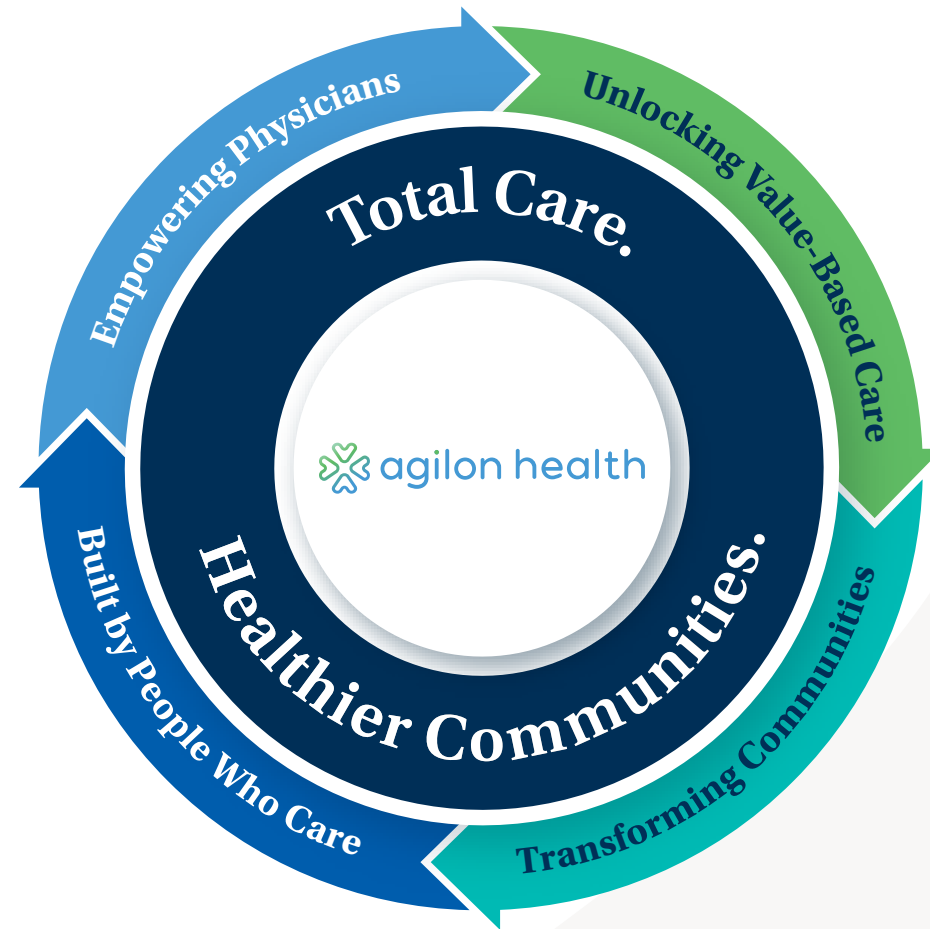 Empowering Physicians
Unlocking Value-Based Care
Transforming Communities
Built by People Who Care
Total Care.
Healthier Communities.
agilon health